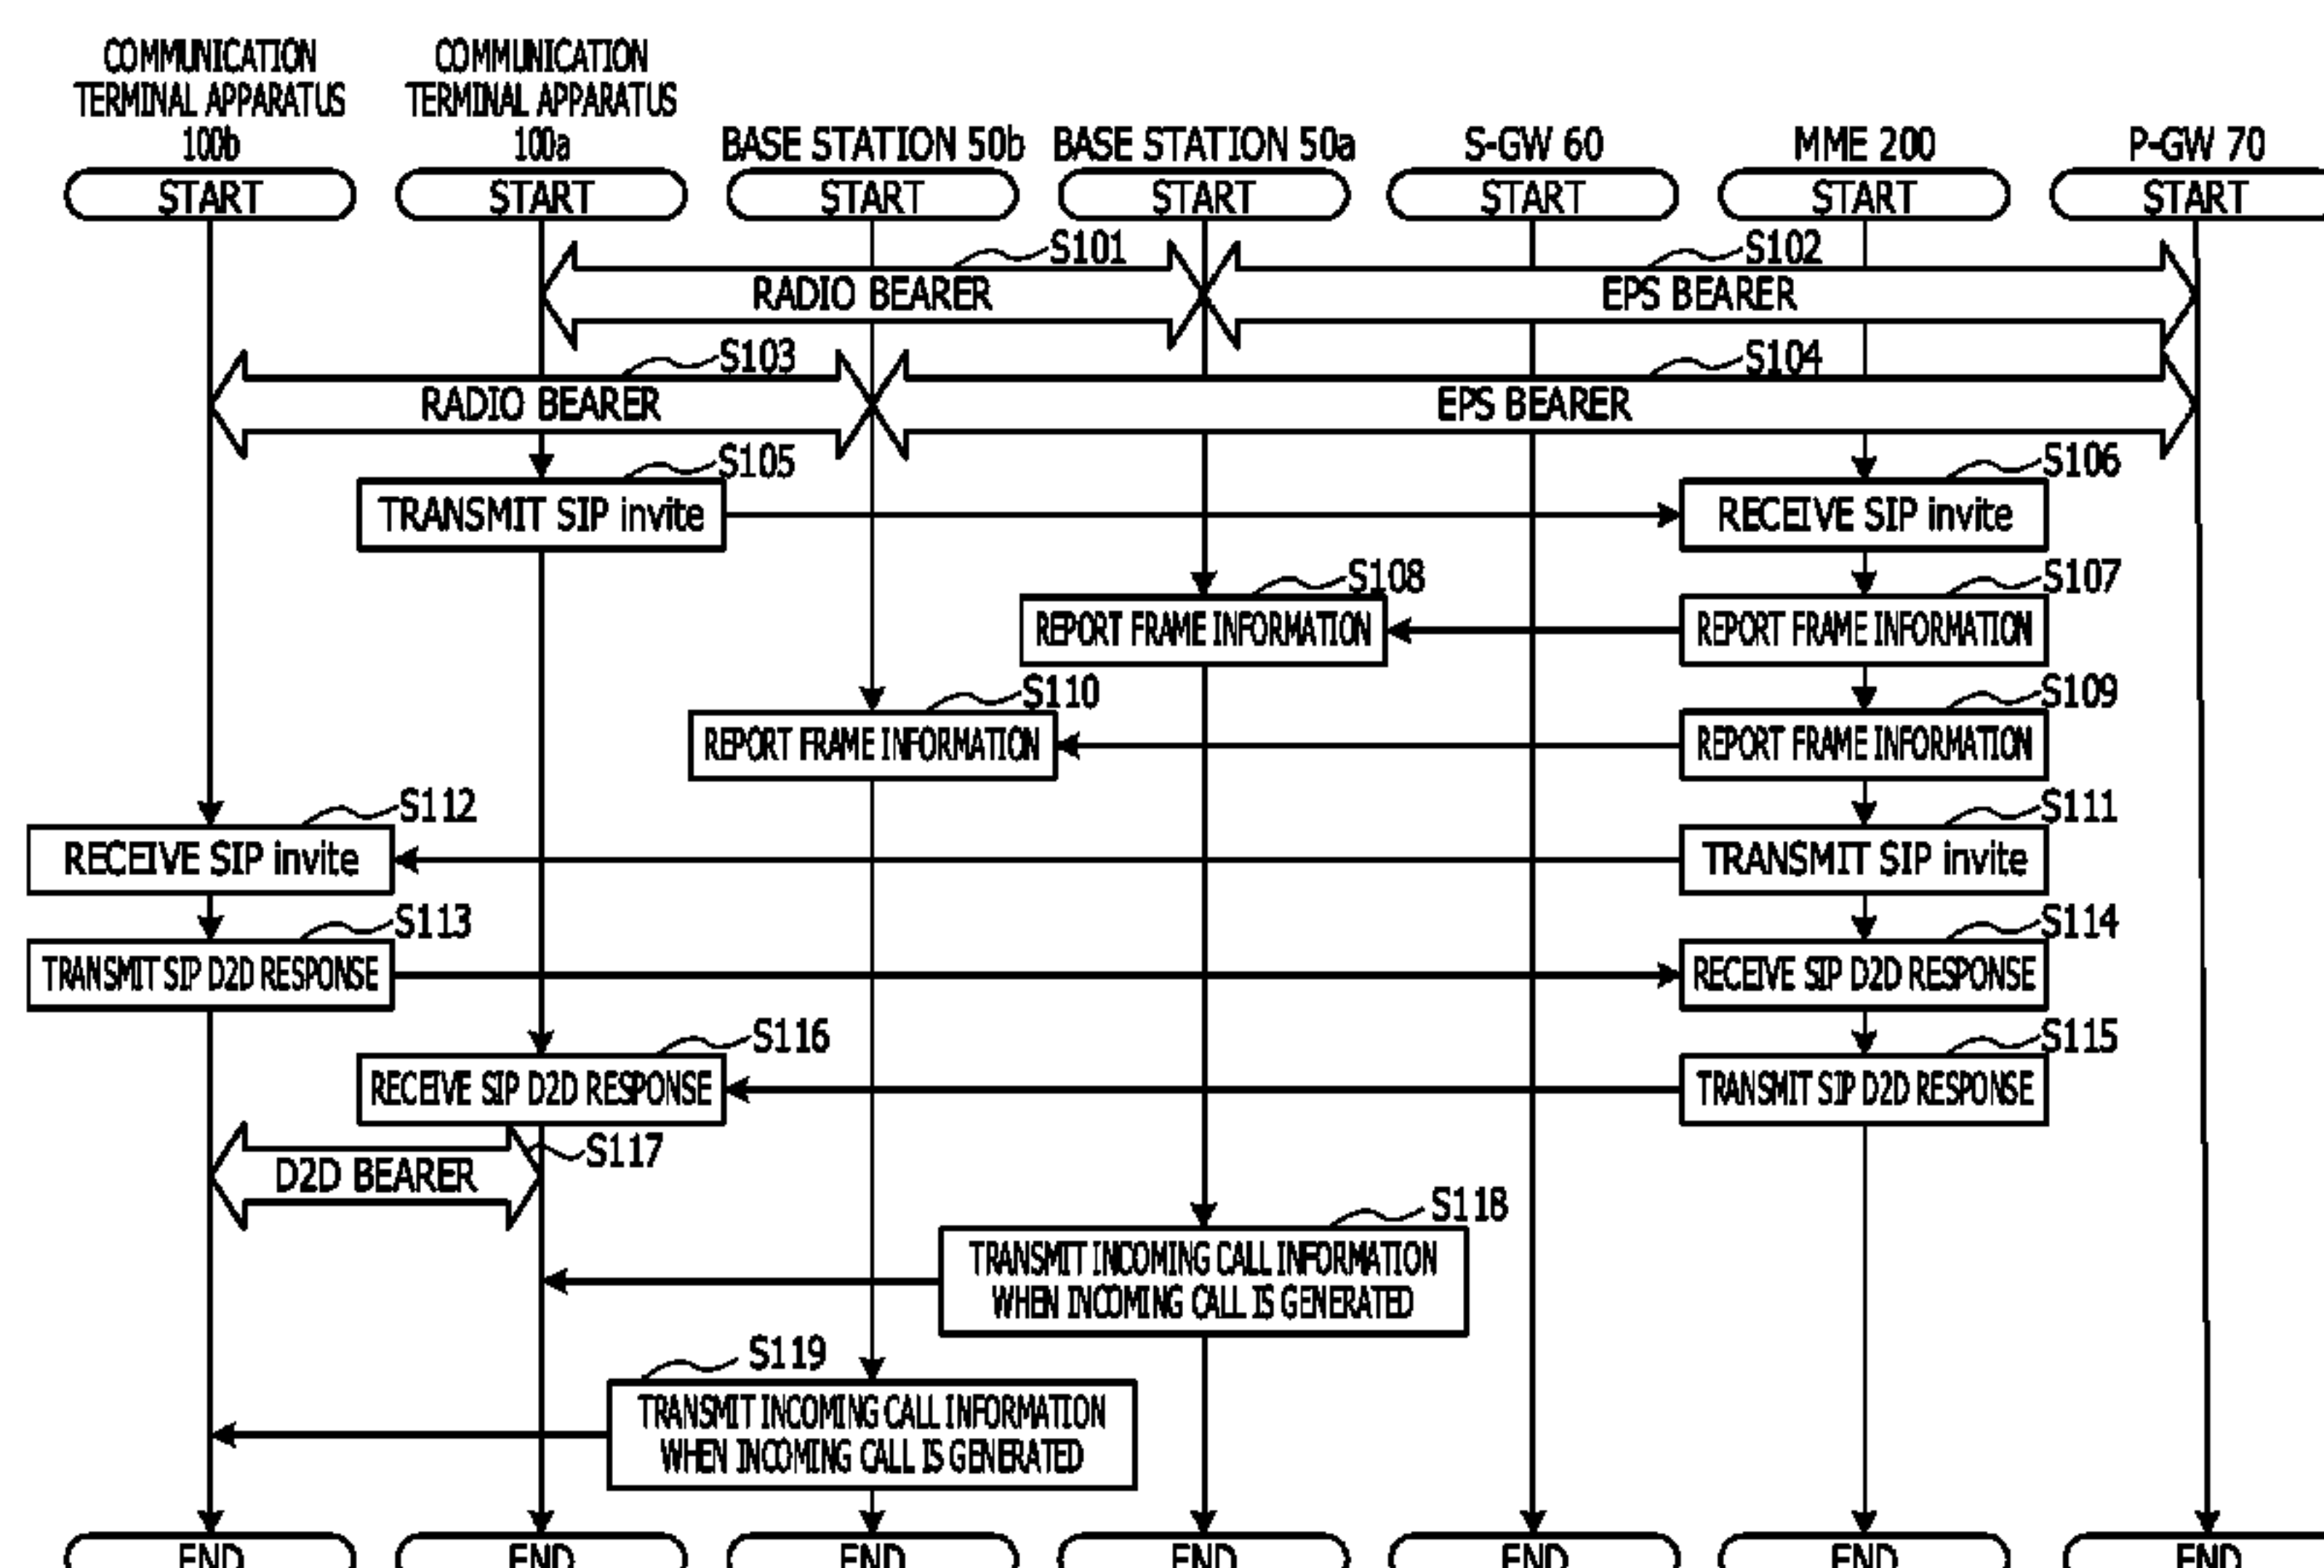 COMMUNICATION
TERMINAL APPARATUS
100b
COMMUNICATION
TERMINAL APPARATUS
100a
BASE STATION 50b
BASE STATION 50a
S-GW 60
MME 200
P-GW 70
START
START
START
START
START
START
START
S101
S102
RADIO BEARER
EPS BEARER
S103
S104
RADIO BEARER
EPS BEARER
S105
S106
TRANSMIT SIP invite
RECEIVE SIP invite
S108
S107
REPORT FRAME INFORMATION
REPORT FRAME INFORMATION
S110
S109
REPORT FRAME INFORMATION
REPORT FRAME INFORMATION
S112
S111
RECEIVE SIP invite
TRANSMIT SIP invite
S113
S114
TRANSMIT SIP D2D RESPONSE
RECEIVE SIP D2D RESPONSE
S116
S115
RECEIVE SIP D2D RESPONSE
TRANSMIT SIP D2D RESPONSE
S117
D2D BEARER
S118
TRANSMIT INCOMING CALL INFORMATION
WHEN INCOMING CALL IS GENERATED
S119
TRANSMIT INCOMING CALL INFORMATION
WHEN INCOMING CALL IS GENERATED
END
END
END
END
END
END
END